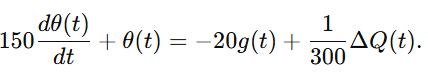 150 dθ(t)/dt + θ(t) = −20g(t) + 1/300 ΔQ(t).